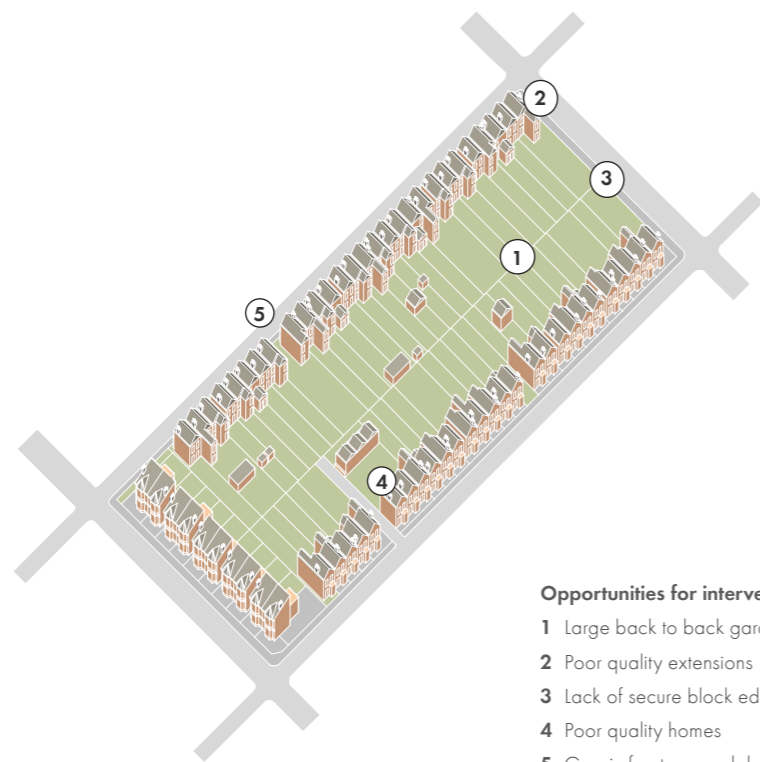 2
3
1
5
4
Opportunities for interve
1 Large back to back gar
2 Poor quality extensions
3 Lack of secure block ed
4 Poor quality homes
5